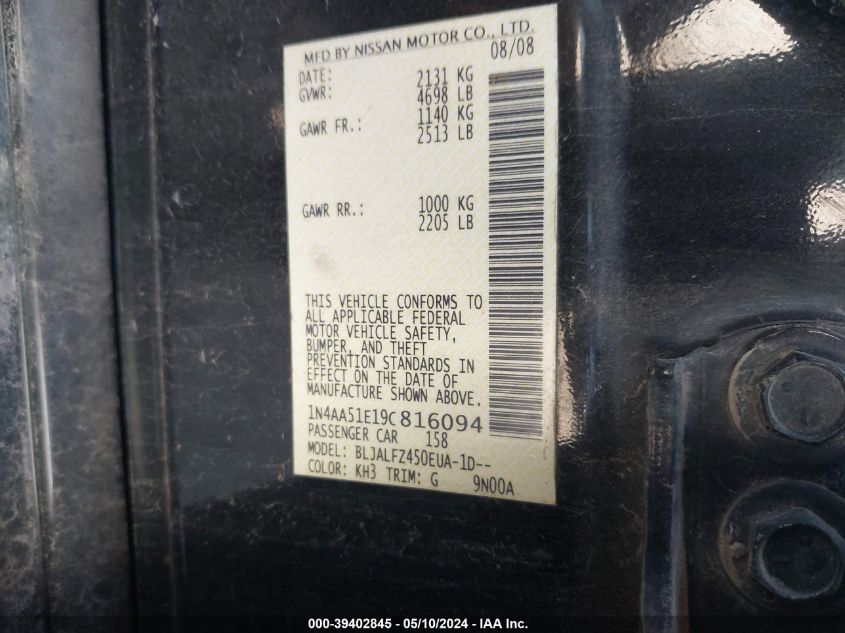 MFD BY NISSAN MOTOR CO., LTD.
DATE: 08/08
GVWR: 2131 KG
4698 LB
GAWR FR.: 1140 KG
2513 LB
GAWR RR.: 1000 KG
2205 LB
THIS VEHICLE CONFORMS TO
ALL APPLICABLE FEDERAL
MOTOR VEHICLE SAFETY,
BUMPER, AND THEFT
PREVENTION STANDARDS IN
EFFECT ON THE DATE OF
MANUFACTURE SHOWN ABOVE.
1N4AA51E19C816094
PASSENGER CAR 158
MODEL: BLJALFZ450EUA-1D--
COLOR: KH3 TRIM: G 9N00A
000-39402845 - 05/10/2024 - IAA Inc.